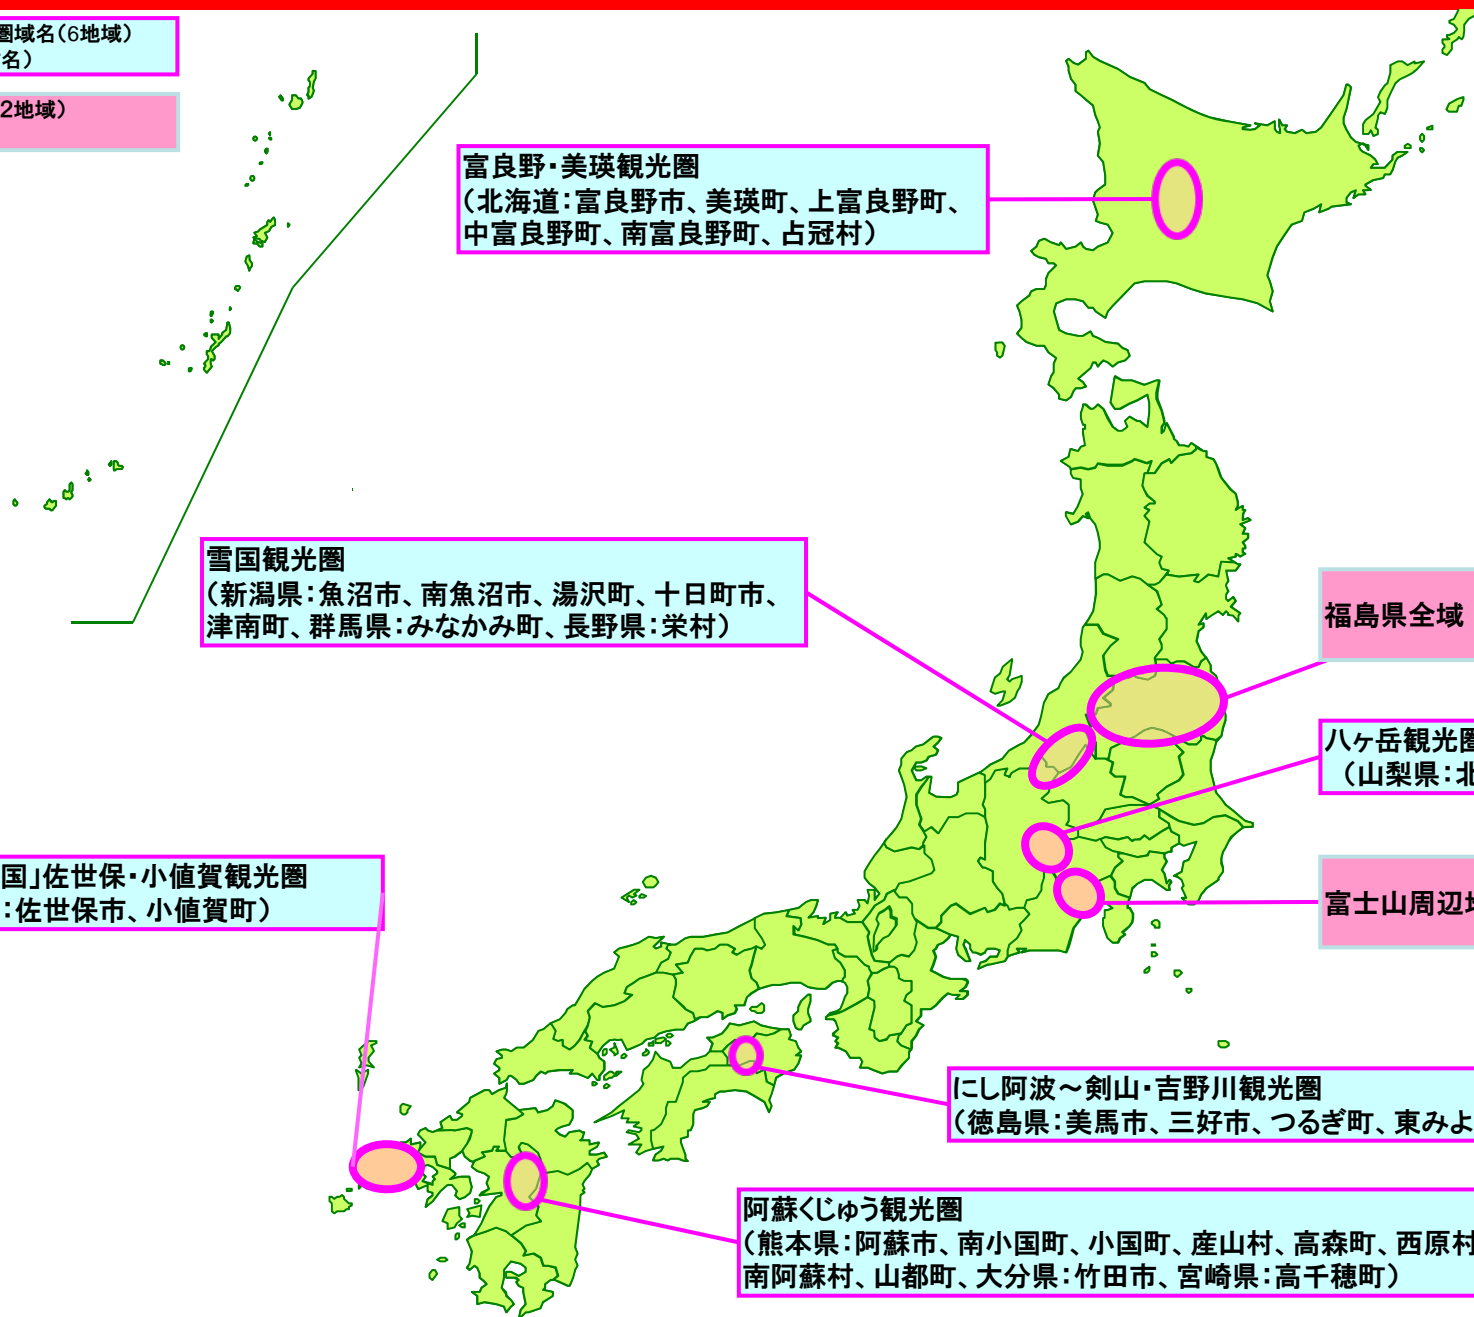 圏域名（6地域）
名）
2地域）
富良野・美瑛観光圏
（北海道：富良野市、美瑛町、上富良野町、
中富良野町、南富良野町、占冠村）
雪国観光圏
（新潟県：魚沼市、南魚沼市、湯沢町、十日町市、
津南町、群馬県：みなかみ町、長野県：栄村）
福島県全域
八ヶ岳観光圏
（山梨県：北
国」佐世保・小値賀観光圏
：佐世保市、小値賀町）
富士山周辺地
にし阿波～剣山・吉野川観光圏
（徳島県：美馬市、三好市、つるぎ町、東みよ
阿蘇くじゅう観光圏
（熊本県：阿蘇市、南小国町、小国町、産山村、高森町、西原村
南阿蘇村、山都町、大分県：竹田市、宮崎県：高千穂町）